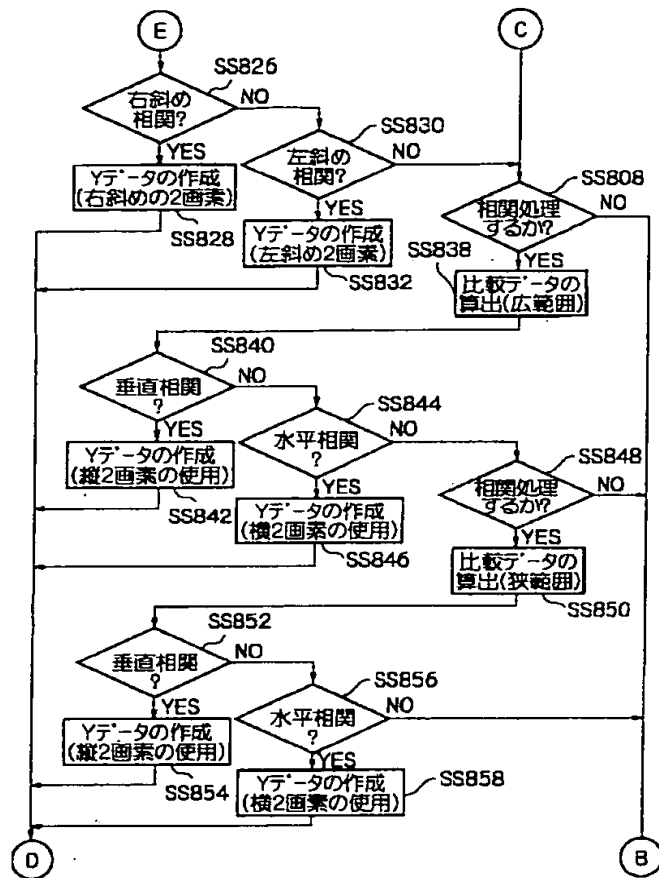 E
C
SS826
右斜め
相関?
NO
YES
SS830
左斜め
相関?
NO
YES
Yデータの作成
(右斜めの2画素)
SS828
SS808
相関処理
するか?
NO
YES
Yデータの作成
(左斜め2画素)
SS832
SS838
比較データの
算出(広範囲)
SS840
垂直相関
?
NO
YES
SS844
水平相関
?
NO
YES
Yデータの作成
(縦2画素の使用)
SS842
SS848
相関処理
するか?
NO
YES
Yデータの作成
(横2画素の使用)
SS846
比較データの
算出(狭範囲)
SS850
SS852
垂直相関
?
NO
YES
SS856
水平相関
?
NO
YES
Yデータの作成
(縦2画素の使用)
SS854
Yデータの作成
(横2画素の使用)
SS858
D
B